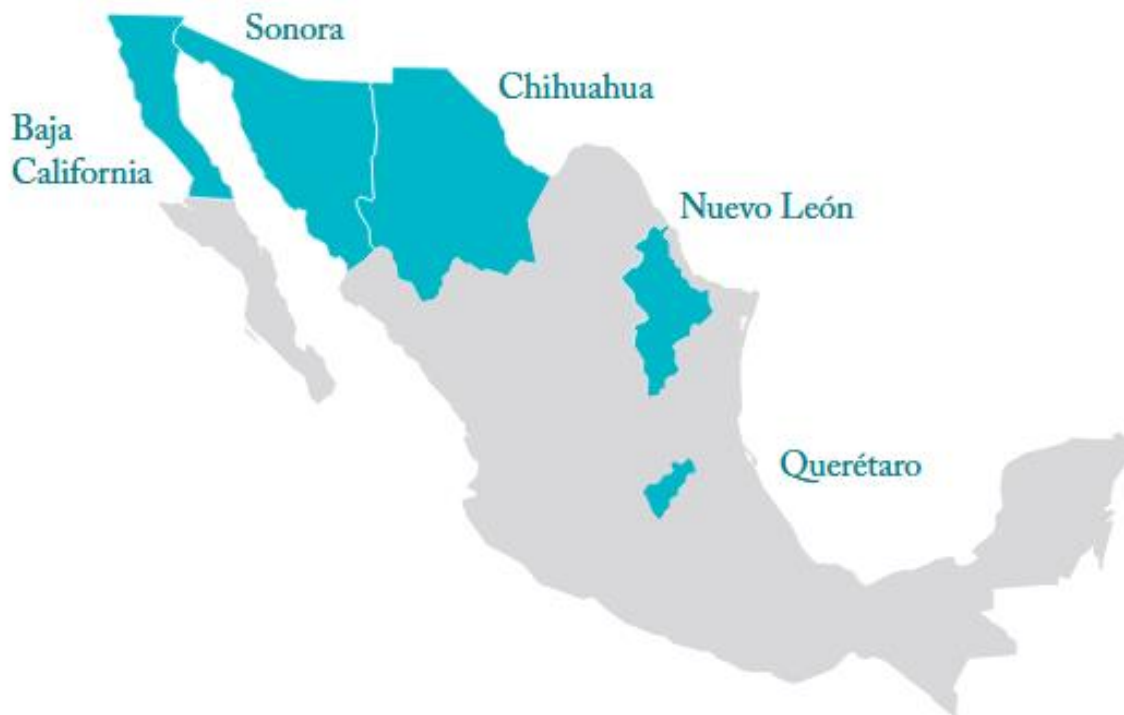 Sonora
Chihuahua
Baja
California
Nuevo León
Querétaro